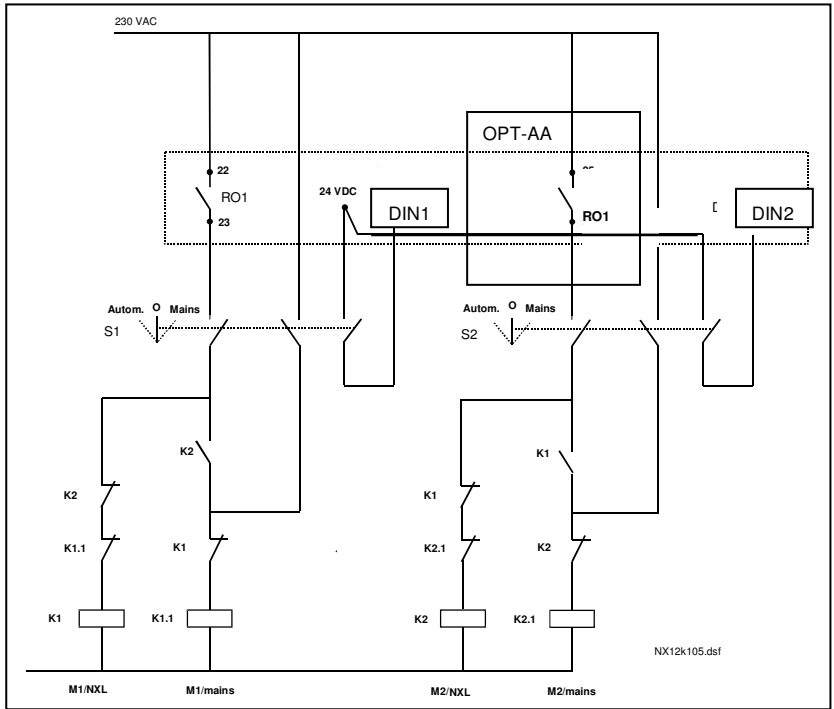 230 VAC
OPT-AA
22
RO1
23
24 VDC
DIN1
RO1
DIN2
Autom. O Mains
S1
Autom. O Mains
S2
K2
K1
K2
K1
K1.1
K1
K2.1
K2
K1
K1.1
K2
K2.1
NX12k105.dsf
M1/NXL
M1/mains
M2/NXL
M2/mains